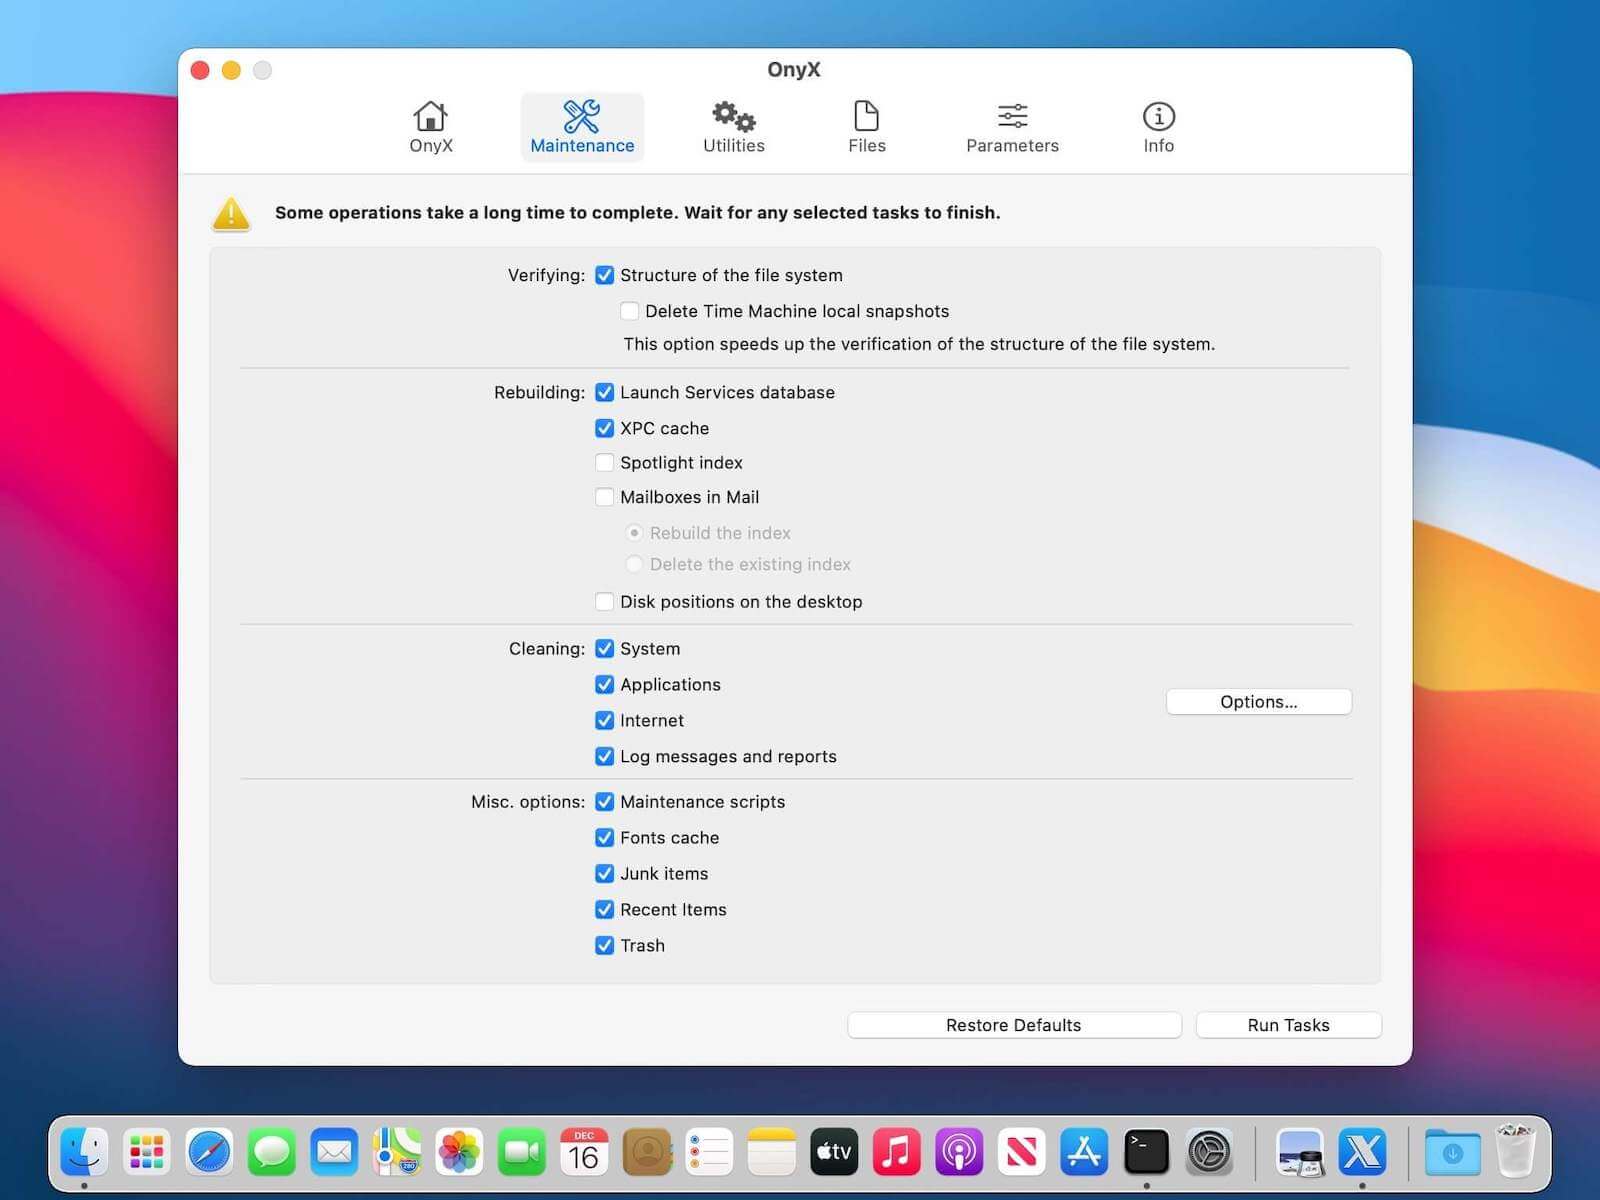 OnyX
OnyX
Maintenance
Utilities
Files
Parameters
Info
Some operations take a long time to complete. Wait for any selected tasks to finish.
Verifying: Structure of the file system
Delete Time Machine local snapshots
This option speeds up the verification of the structure of the file system.
Rebuilding: Launch Services database
XPC cache
Spotlight index
Mailboxes in Mail
Rebuild the index
Delete the existing index
Disk positions on the desktop
Cleaning: System
Applications
Options...
Internet
Log messages and reports
Misc. options: Maintenance scripts
Fonts cache
Junk items
Recent Items
Trash
Restore Defaults
Run Tasks
280
DEC
16
tv